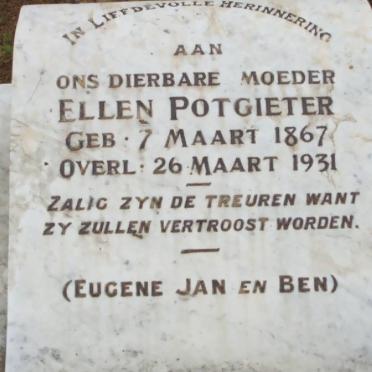 IN LIFFDEVOLLE HERINNERING
AAN
ONS DIERBARE MOEDER
ELLEN POTGIETER
GEB: 7 MAART 1867
OVERL: 26 MAART 1931
ZALIG ZYN DE TREUREN WANT
ZY ZULLEN VERTROOST WORDEN.
(EUGENE JAN EN BEN)